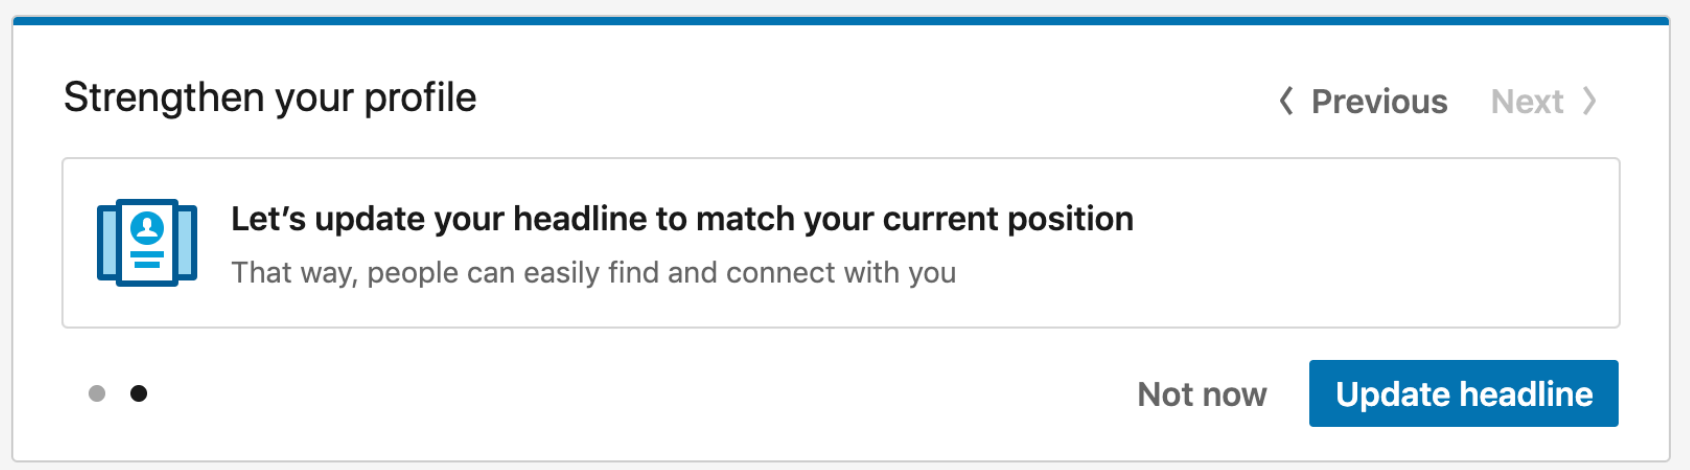 Strengthen your profile
Previous Next
Let’s update your headline to match your current position
That way, people can easily find and connect with you
Not now Update headline